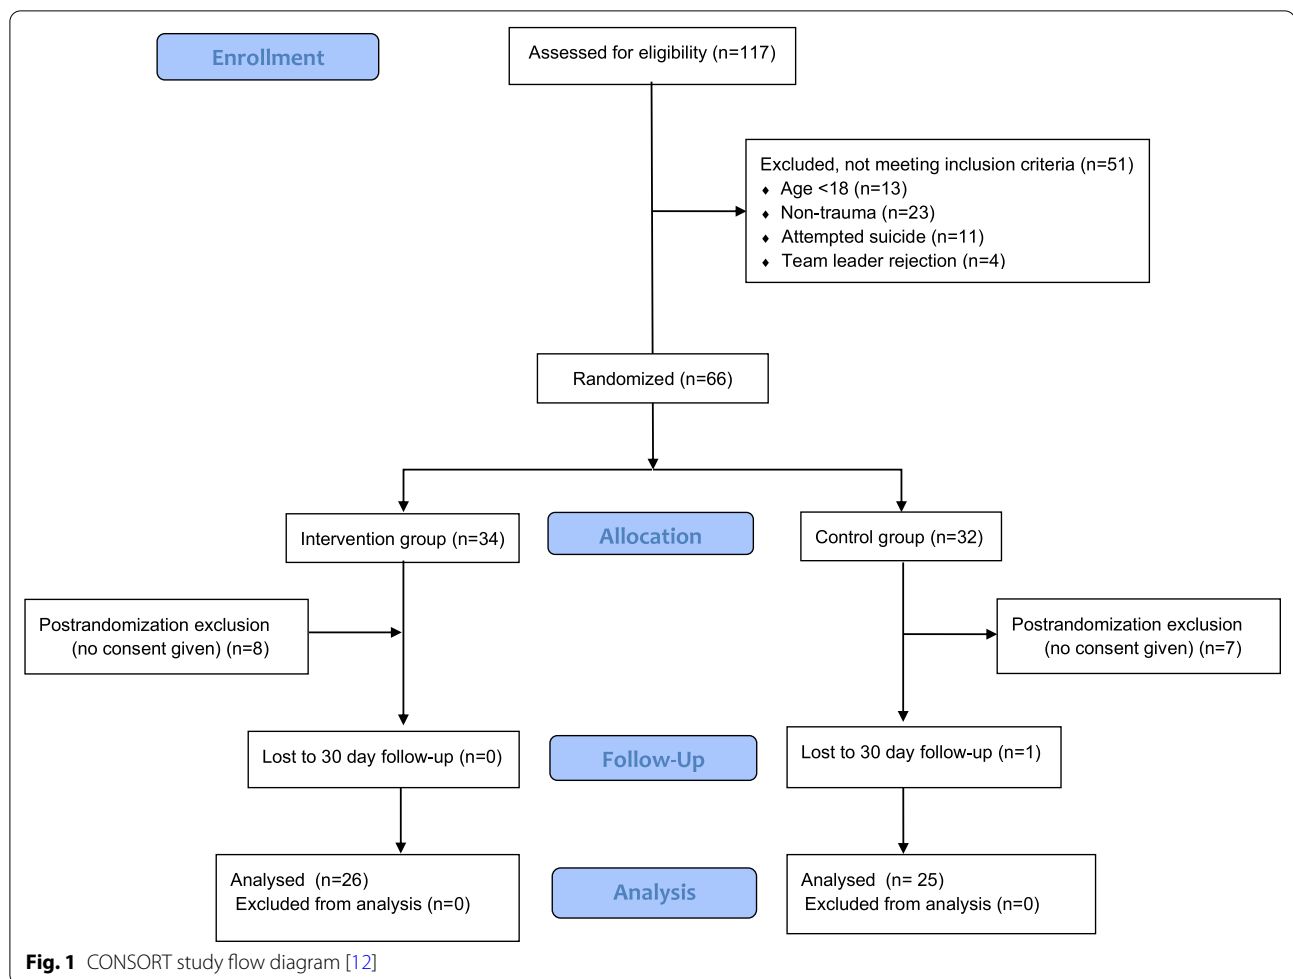 Enrollment
Assessed for eligibility (n=117)
Excluded, not meeting inclusion criteria (n=51)
♦ Age <18 (n=13)
♦ Non-trauma (n=23)
♦ Attempted suicide (n=11)
♦ Team leader rejection (n=4)
Randomized (n=66)
Intervention group (n=34)
Allocation
Control group (n=32)
Postrandomization exclusion
(no consent given) (n=8)
Postrandomization exclusion
(no consent given) (n=7)
Lost to 30 day follow-up (n=0)
Follow-Up
Lost to 30 day follow-up (n=1)
Analysed (n=26)
Excluded from analysis (n=0)
Analysis
Analysed (n= 25)
Excluded from analysis (n=0)
Fig. 1 CONSORT study flow diagram [12]